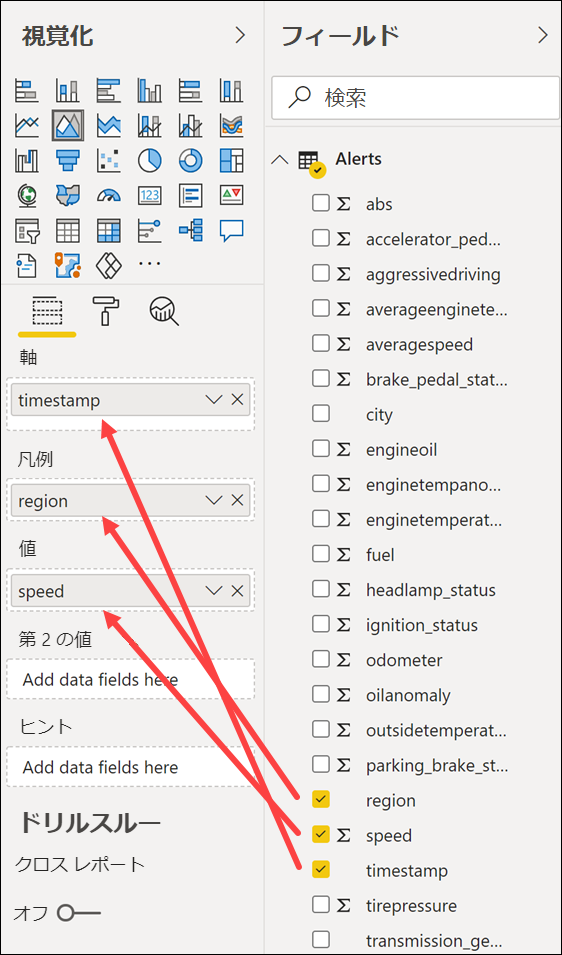 視覚化
123
軸
timestamp
凡例
region
値
speed
第 2 の値
Add data fields here
ヒント
Add data fields here
ドリルスルー
クロス レポート
オフ
フィールド
検索
Alerts
abs
accelerator_ped...
aggressivedriving
averageenginete...
averagespeed
brake_pedal_stat...
city
engineoil
enginetempano...
enginetemperat...
fuel
headlamp_status
ignition_status
odometer
oilanomaly
outsidetemperat...
parking_brake_st...
region
speed
timestamp
tirepressure
transmission_ge...